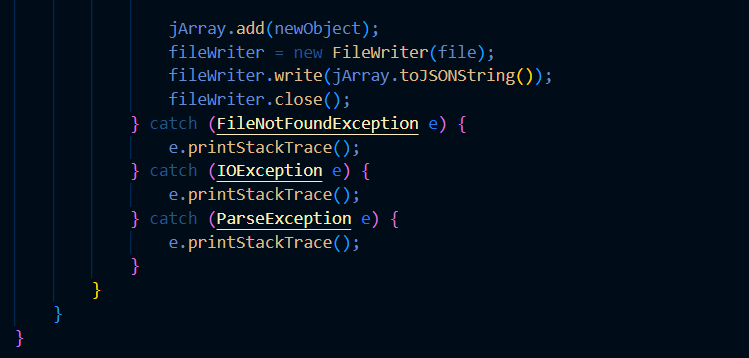 jArray.add(newObject);
fileWriter = new FileWriter(file);
fileWriter.write(jArray.toJSONString());
fileWriter.close();
} catch (FileNotFoundException e) {
e.printStackTrace();
} catch (IOException e) {
e.printStackTrace();
} catch (ParseException e) {
e.printStackTrace();
}
}
}
}